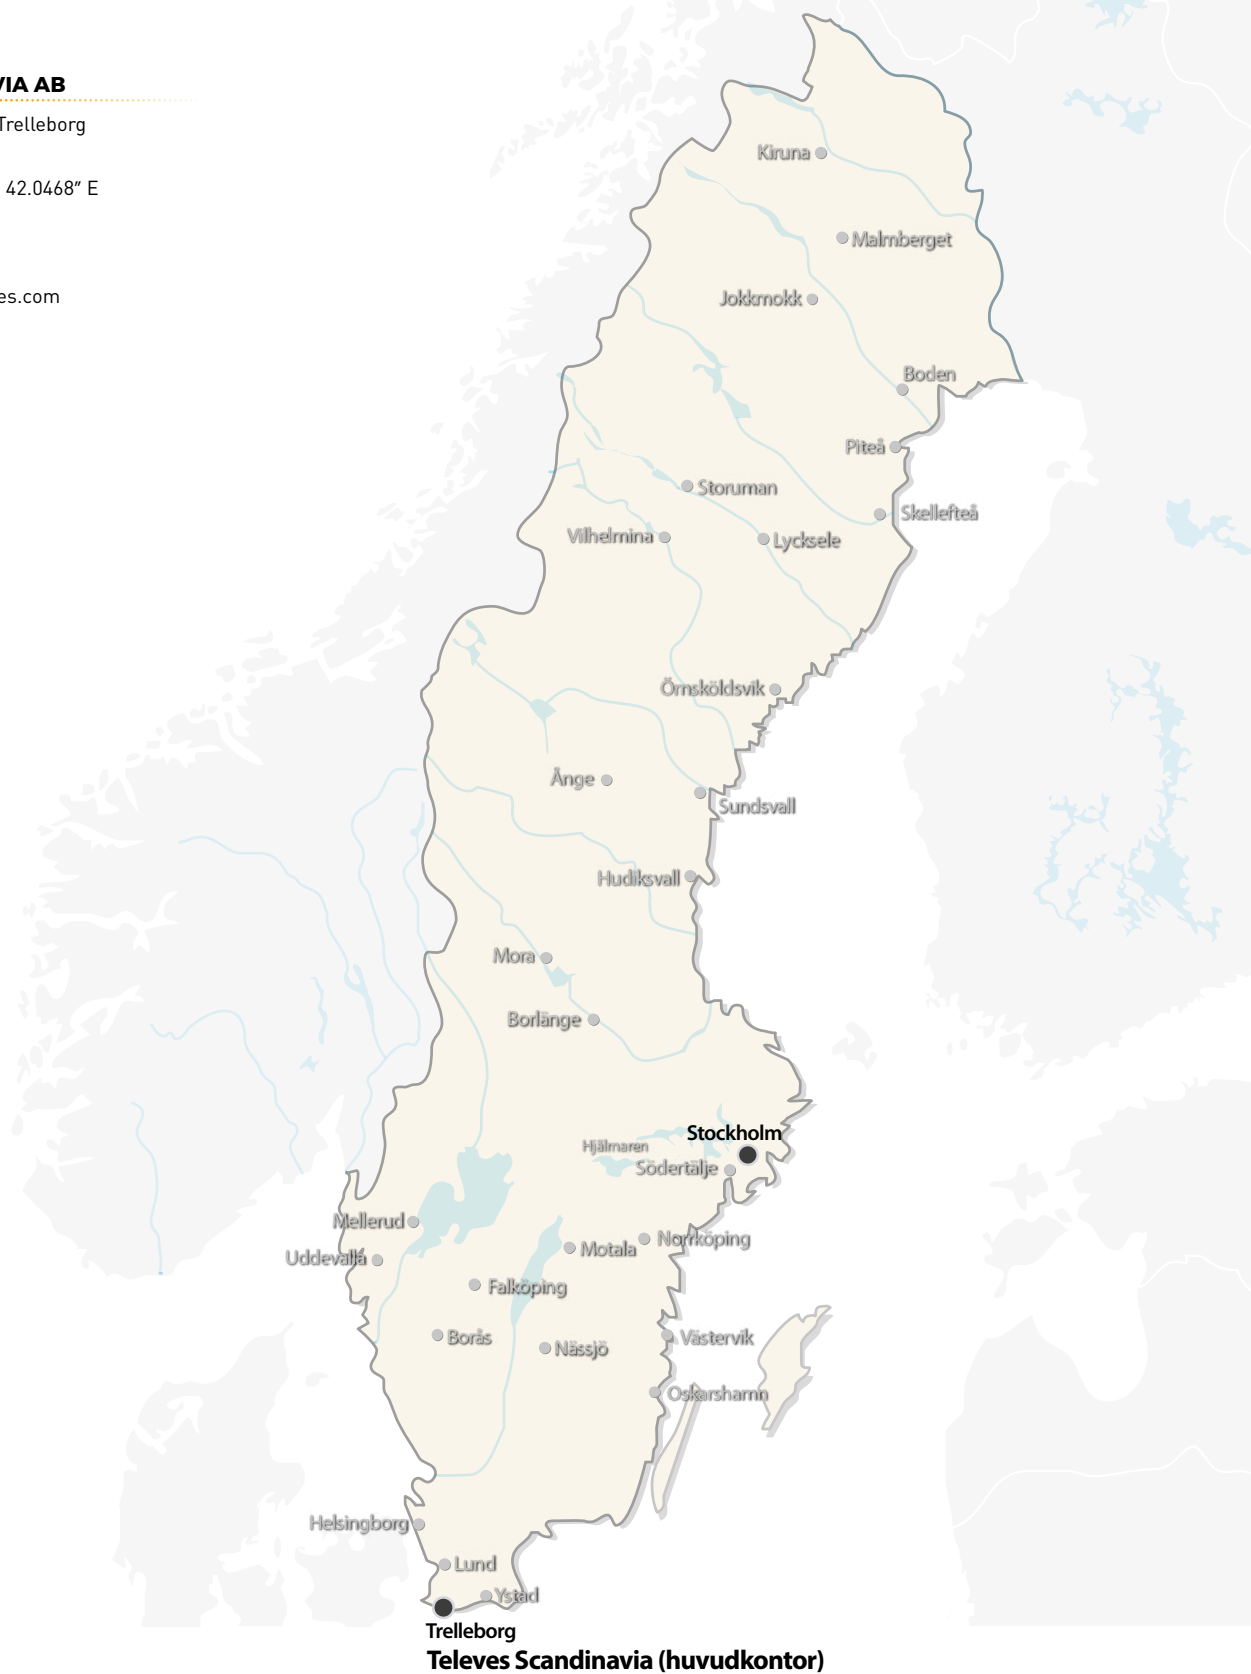 VIA AB
Trelleborg
42.0468” E
es.com
Kiruna
Malmberget
Jokkmokk
Boden
Piteå
Storuman
Skellefteå
Vilhelmina
Lycksele
Örnsköldsvik
Ånge
Sundsvall
Hudiksvall
Mora
Borlänge
Stockholm
Hjälmaren
Södertälje
Mellerud
Norrköping
Motala
Uddevalla
Falköping
Borås
Västervik
Nässjö
Oskarshamn
Helsingborg
Lund
Ystad
Trelleborg
Televes Scandinavia (huvudkontor)